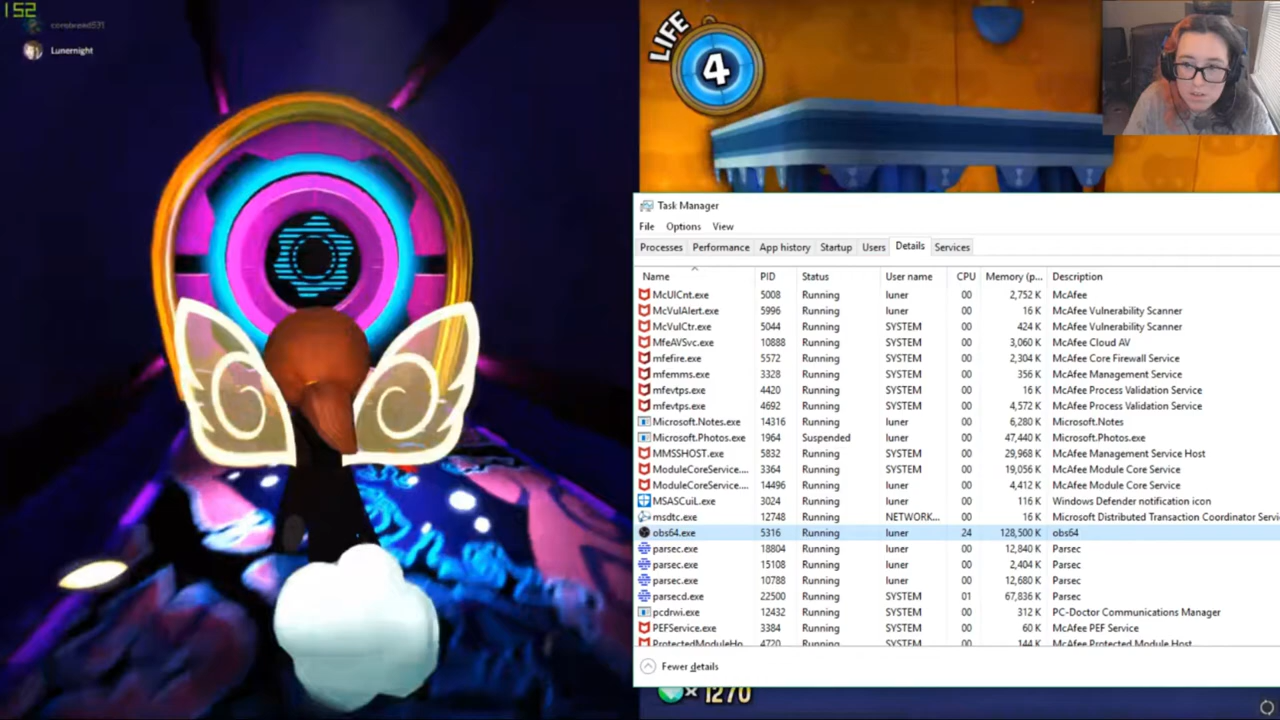 152
Lunernight
LIFE
4
Task Manager
File Options View
Processes Performance App history Startup Users Details Services
Name PID Status User name CPU Memory (p... Description
McUICnt.exe 5008 Running luner 00 2,752 K McAfee
McVulAlert.exe 5996 Running luner 00 16 K McAfee Vulnerability Scanner
McVulCtr.exe 5044 Running SYSTEM 00 424 K McAfee Vulnerability Scanner
MfeAVSvc.exe 10888 Running SYSTEM 00 3,060 K McAfee Cloud AV
mfefire.exe 5572 Running SYSTEM 00 2,304 K McAfee Core Firewall Service
mfemms.exe 3328 Running SYSTEM 00 356 K McAfee Management Service
mfevtps.exe 4420 Running SYSTEM 00 16 K McAfee Process Validation Service
mfevtps.exe 4692 Running SYSTEM 00 4,572 K McAfee Process Validation Service
Microsoft.Notes.exe 14316 Running luner 00 6,280 K Microsoft.Notes
Microsoft.Photos.exe 1964 Suspended luner 00 47,440 K Microsoft.Photos.exe
MMSSHOST.exe 5832 Running SYSTEM 00 29,968 K McAfee Management Service Host
ModuleCoreService.... 3364 Running SYSTEM 00 19,056 K McAfee Module Core Service
ModuleCoreService.... 14496 Running luner 00 4,412 K McAfee Module Core Service
MSASCuiL.exe 3024 Running luner 00 116 K Windows Defender notification icon
msdtc.exe 12748 Running NETWORK... 00 16 K Microsoft Distributed Transaction Coordinator Servi
obs64.exe 5316 Running luner 24 128,500 K obs64
parsec.exe 18804 Running luner 00 12,840 K Parsec
parsec.exe 15108 Running luner 00 2,404 K Parsec
parsec.exe 10788 Running luner 00 12,680 K Parsec
parsecd.exe 22500 Running SYSTEM 01 67,836 K Parsec
pcdrwi.exe 12432 Running SYSTEM 00 312 K PC-Doctor Communications Manager
PEFService.exe 3384 Running SYSTEM 00 60 K McAfee PEF Service
ProtectedModuleHo 4720 Running SYSTEM 00 144 K McAfee Protected Module Host
Fewer details
× 1270